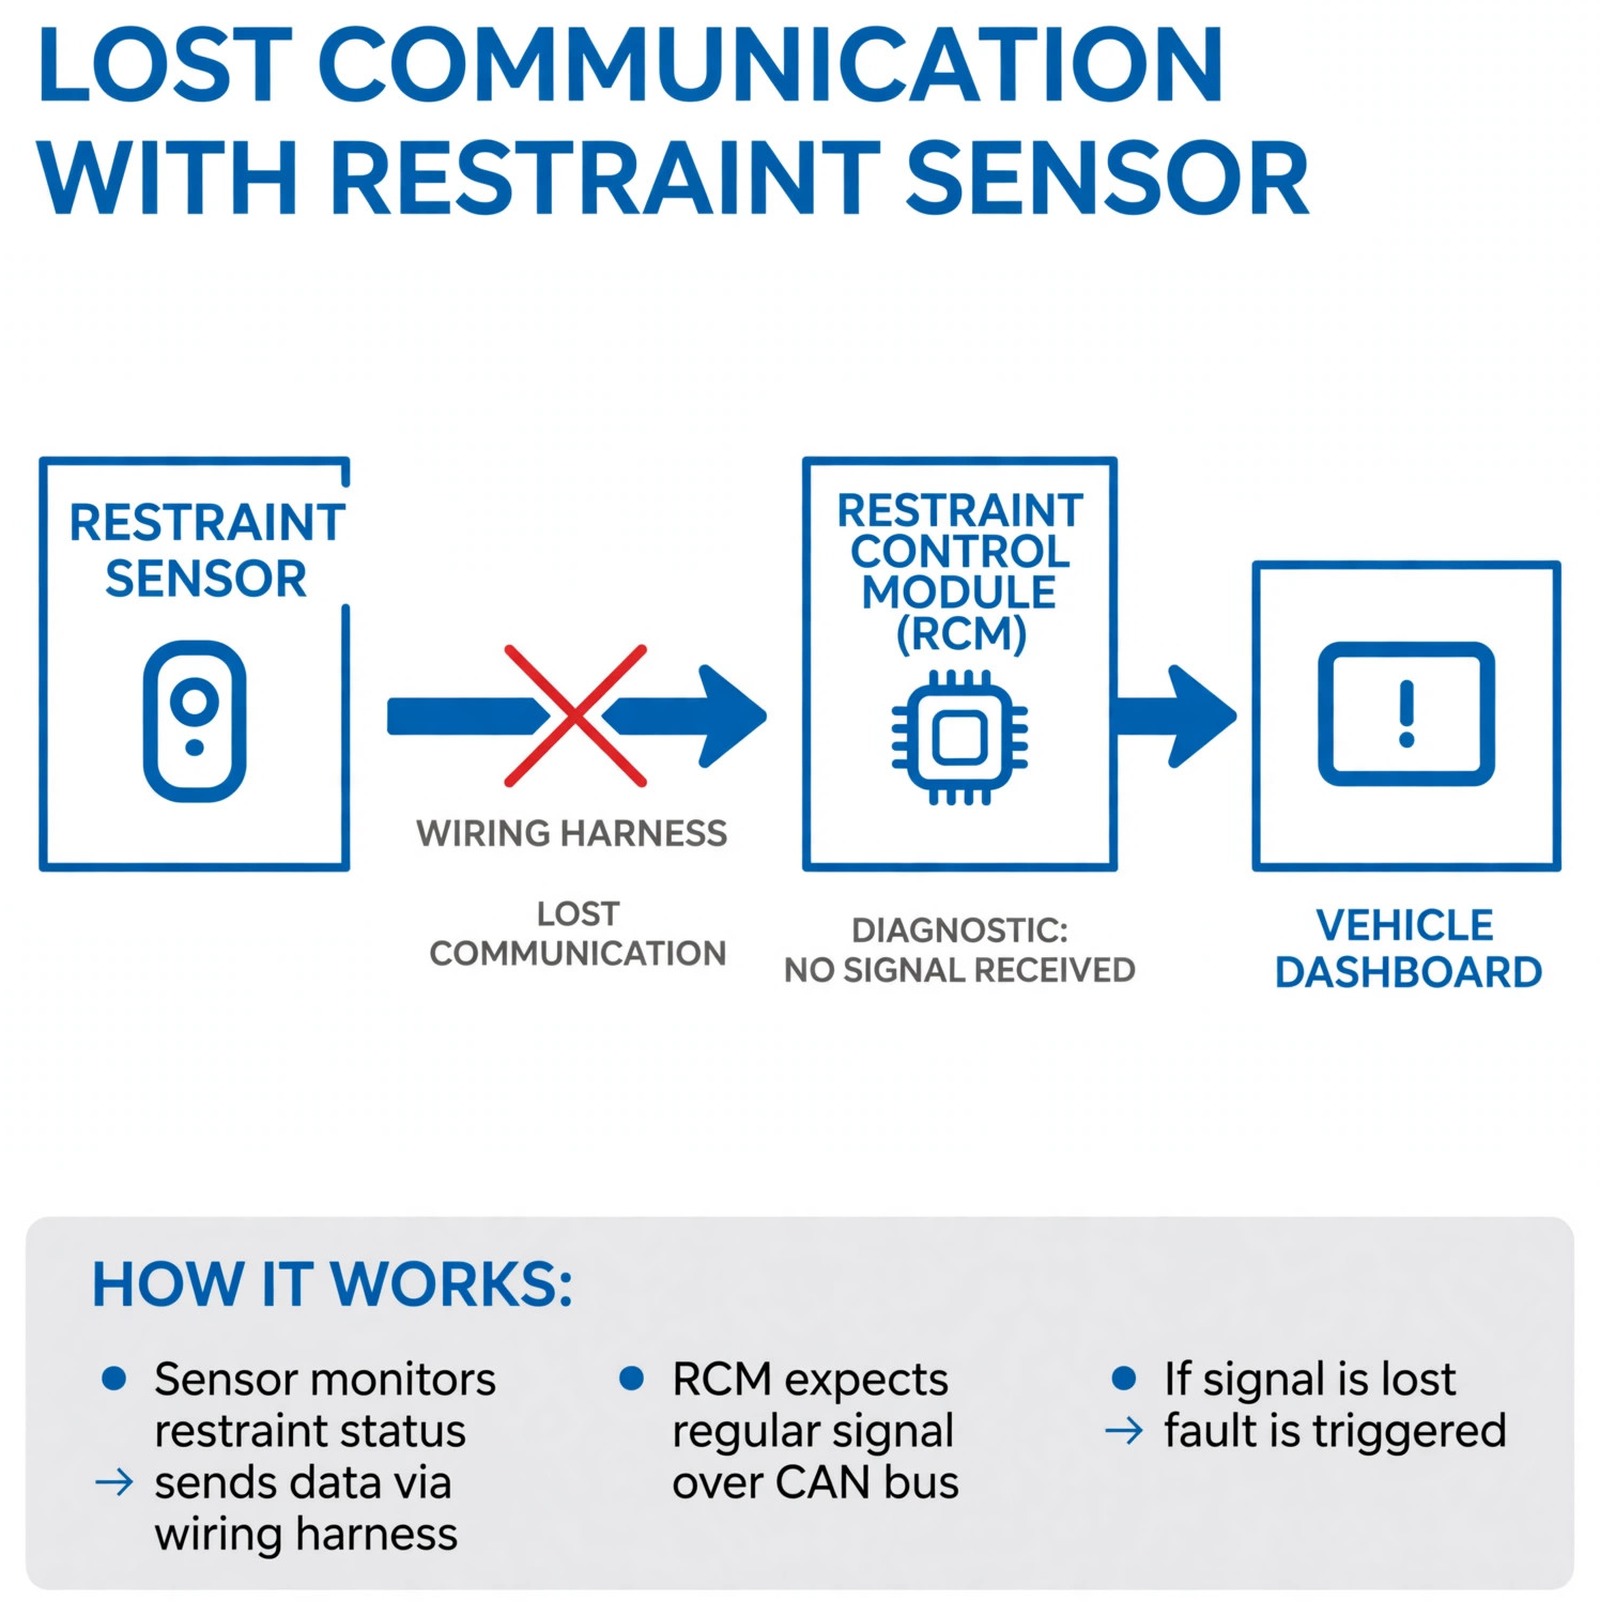 LOST COMMUNICATION
WITH RESTRAINT SENSOR
RESTRAINT
SENSOR
WIRING HARNESS
LOST
COMMUNICATION
RESTRAINT
CONTROL
MODULE
(RCM)
DIAGNOSTIC:
NO SIGNAL RECEIVED
!
VEHICLE
DASHBOARD
HOW IT WORKS:
• Sensor monitors
restraint status
→ sends data via
wiring harness
• RCM expects
regular signal
over CAN bus
• If signal is lost
→ fault is triggered